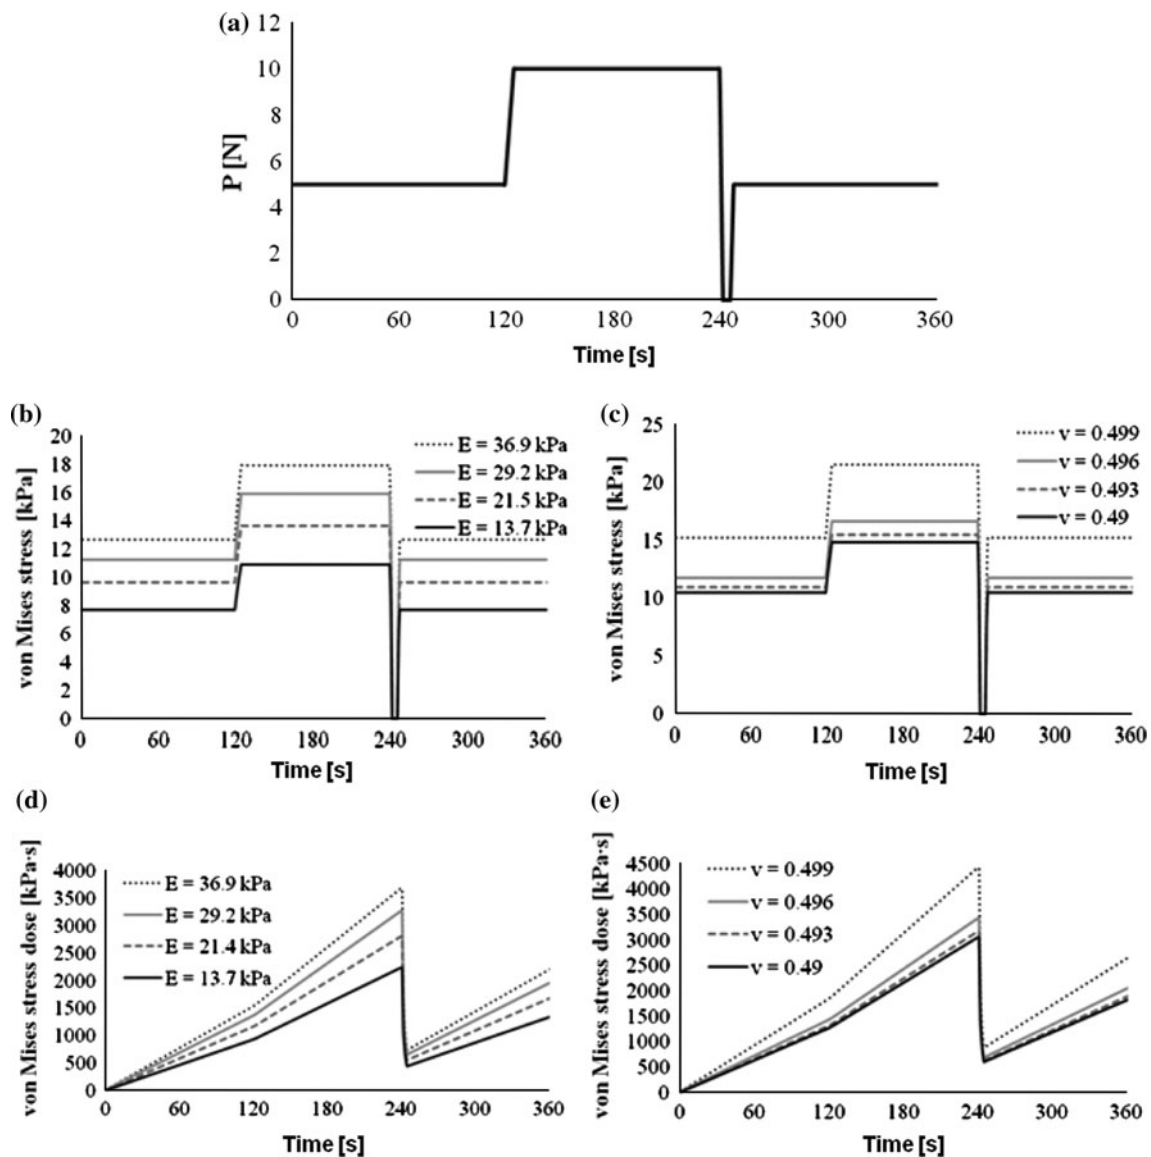 (a)
P [N]
12
10
8
6
4
2
0
0 60 120 180 240 300 360
Time [s]
(b)
von Mises stress [kPa]
20
18
16
14
12
10
8
6
4
2
0
0 60 120 180 240 300 360
Time [s]
E = 36.9 kPa
E = 29.2 kPa
E = 21.5 kPa
E = 13.7 kPa
(c)
von Mises stress [kPa]
25
20
15
10
5
0
0 60 120 180 240 300 360
Time [s]
v = 0.499
v = 0.496
v = 0.493
v = 0.49
(d)
von Mises stress dose [kPa·s]
4000
3500
3000
2500
2000
1500
1000
500
0
0 60 120 180 240 300 360
Time [s]
E = 36.9 kPa
E = 29.2 kPa
E = 21.4 kPa
E = 13.7 kPa
(e)
von Mises stress dose [kPa·s]
4500
4000
3500
3000
2500
2000
1500
1000
500
0
0 60 120 180 240 300 360
Time [s]
v = 0.499
v = 0.496
v = 0.493
v = 0.49